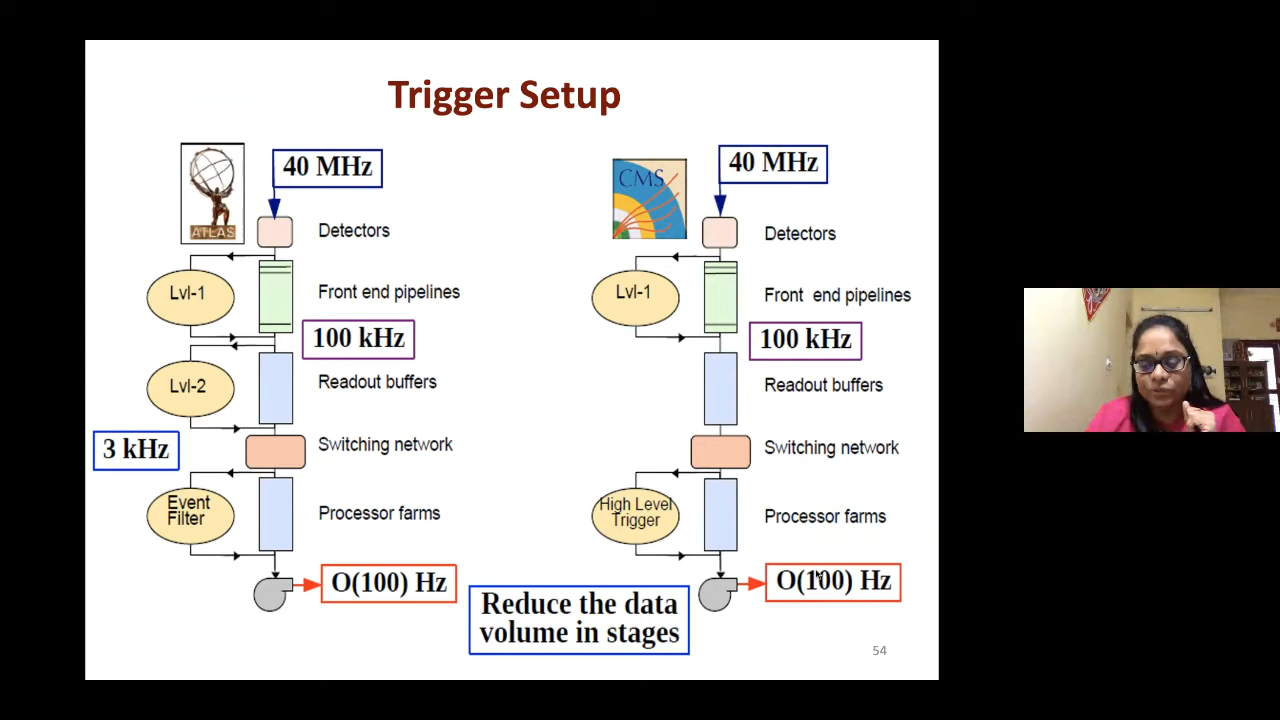 Trigger Setup
40 MHz
ATLAS
Detectors
Lvl-1
Front end pipelines
100 kHz
Lvl-2
Readout buffers
3 kHz
Switching network
Event
Filter
Processor farms
O(100) Hz
40 MHz
CMS
Detectors
Lvl-1
Front end pipelines
100 kHz
Readout buffers
Switching network
High Level
Trigger
Processor farms
O(100) Hz
Reduce the data
volume in stages
54